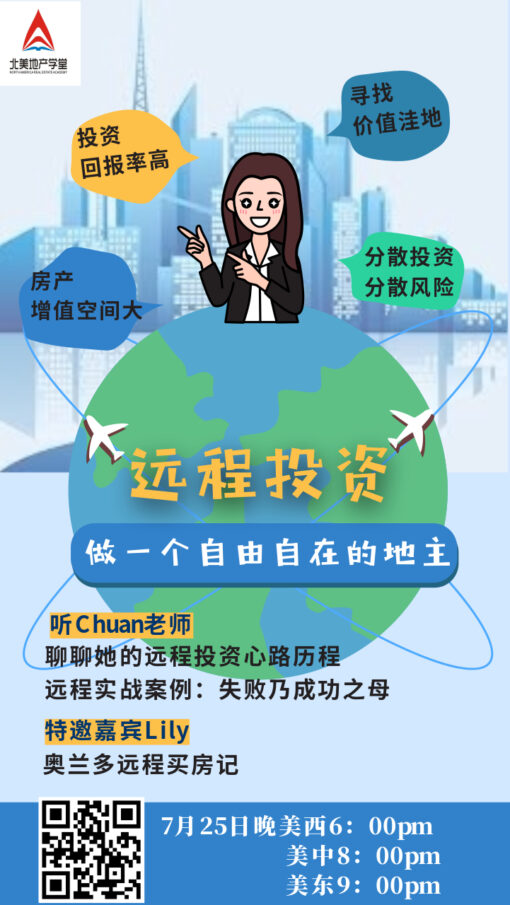 北美地产学堂
NORTH AMERICA REAL ESTATE ACADEMY
投资
回报率高
寻找
价值洼地
房产
增值空间大
分散投资
分散风险
远程投资
做一个自由自在的地主
听Chuan老师
聊聊她的远程投资心路历程
远程实战案例：失败乃成功之母
特邀嘉宾Lily
奥兰多远程买房记
7月25日晚美西6：00pm
美中8：00pm
美东9：00pm